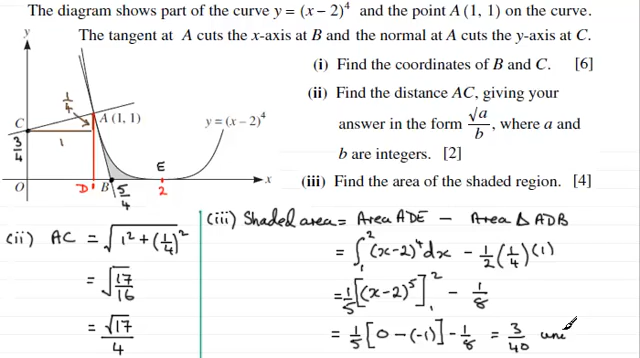 The diagram shows part of the curve y = (x − 2)⁴ and the point A (1, 1) on the curve.
The tangent at A cuts the x-axis at B and the normal at A cuts the y-axis at C.
(i) Find the coordinates of B and C. [6]
(ii) Find the distance AC, giving your
answer in the form √a/b, where a and
b are integers. [2]
(iii) Find the area of the shaded region. [4]
y
1/4
C
A (1, 1)
y = (x − 2)⁴
3/4
1
E
O
D
1
B
5/4
2
x
(ii) AC = √(1² + (1/4)²)
= √(17/16)
= √17/4
(iii) Shaded area = Area ADE − Area Δ ADB
= ∫₁² (x−2)⁴ dx − 1/2 (1/4)(1)
= 1/5 [(x−2)⁵]₁² − 1/8
= 1/5 [0 − (−1)] − 1/8 = 3/40